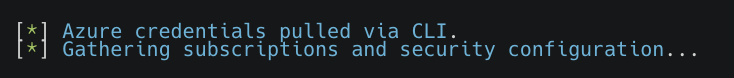 [*] Azure credentials pulled via CLI.
[*] Gathering subscriptions and security configuration...